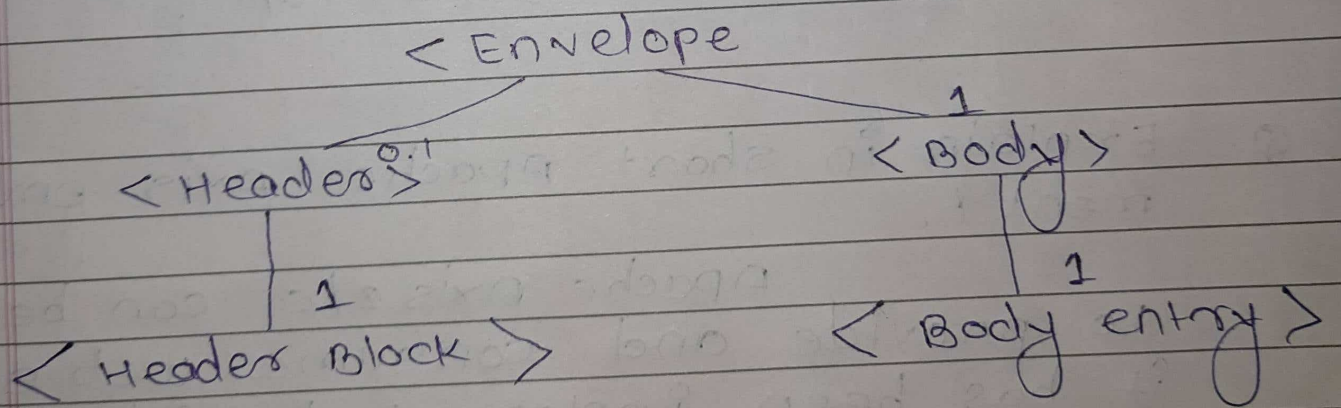 < Envelope
1
0.1
< Header> < Body>
1 1
< Header Block > < Body entry >